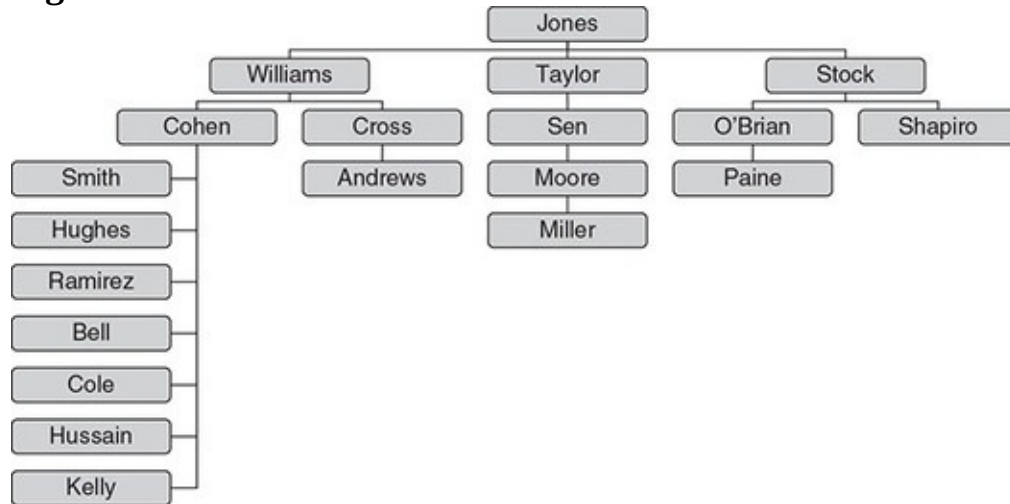 Jones
Williams Taylor Stock
Cohen Cross Sen O'Brian Shapiro
Smith Andrews Moore Paine
Hughes Miller
Ramirez
Bell
Cole
Hussain
Kelly